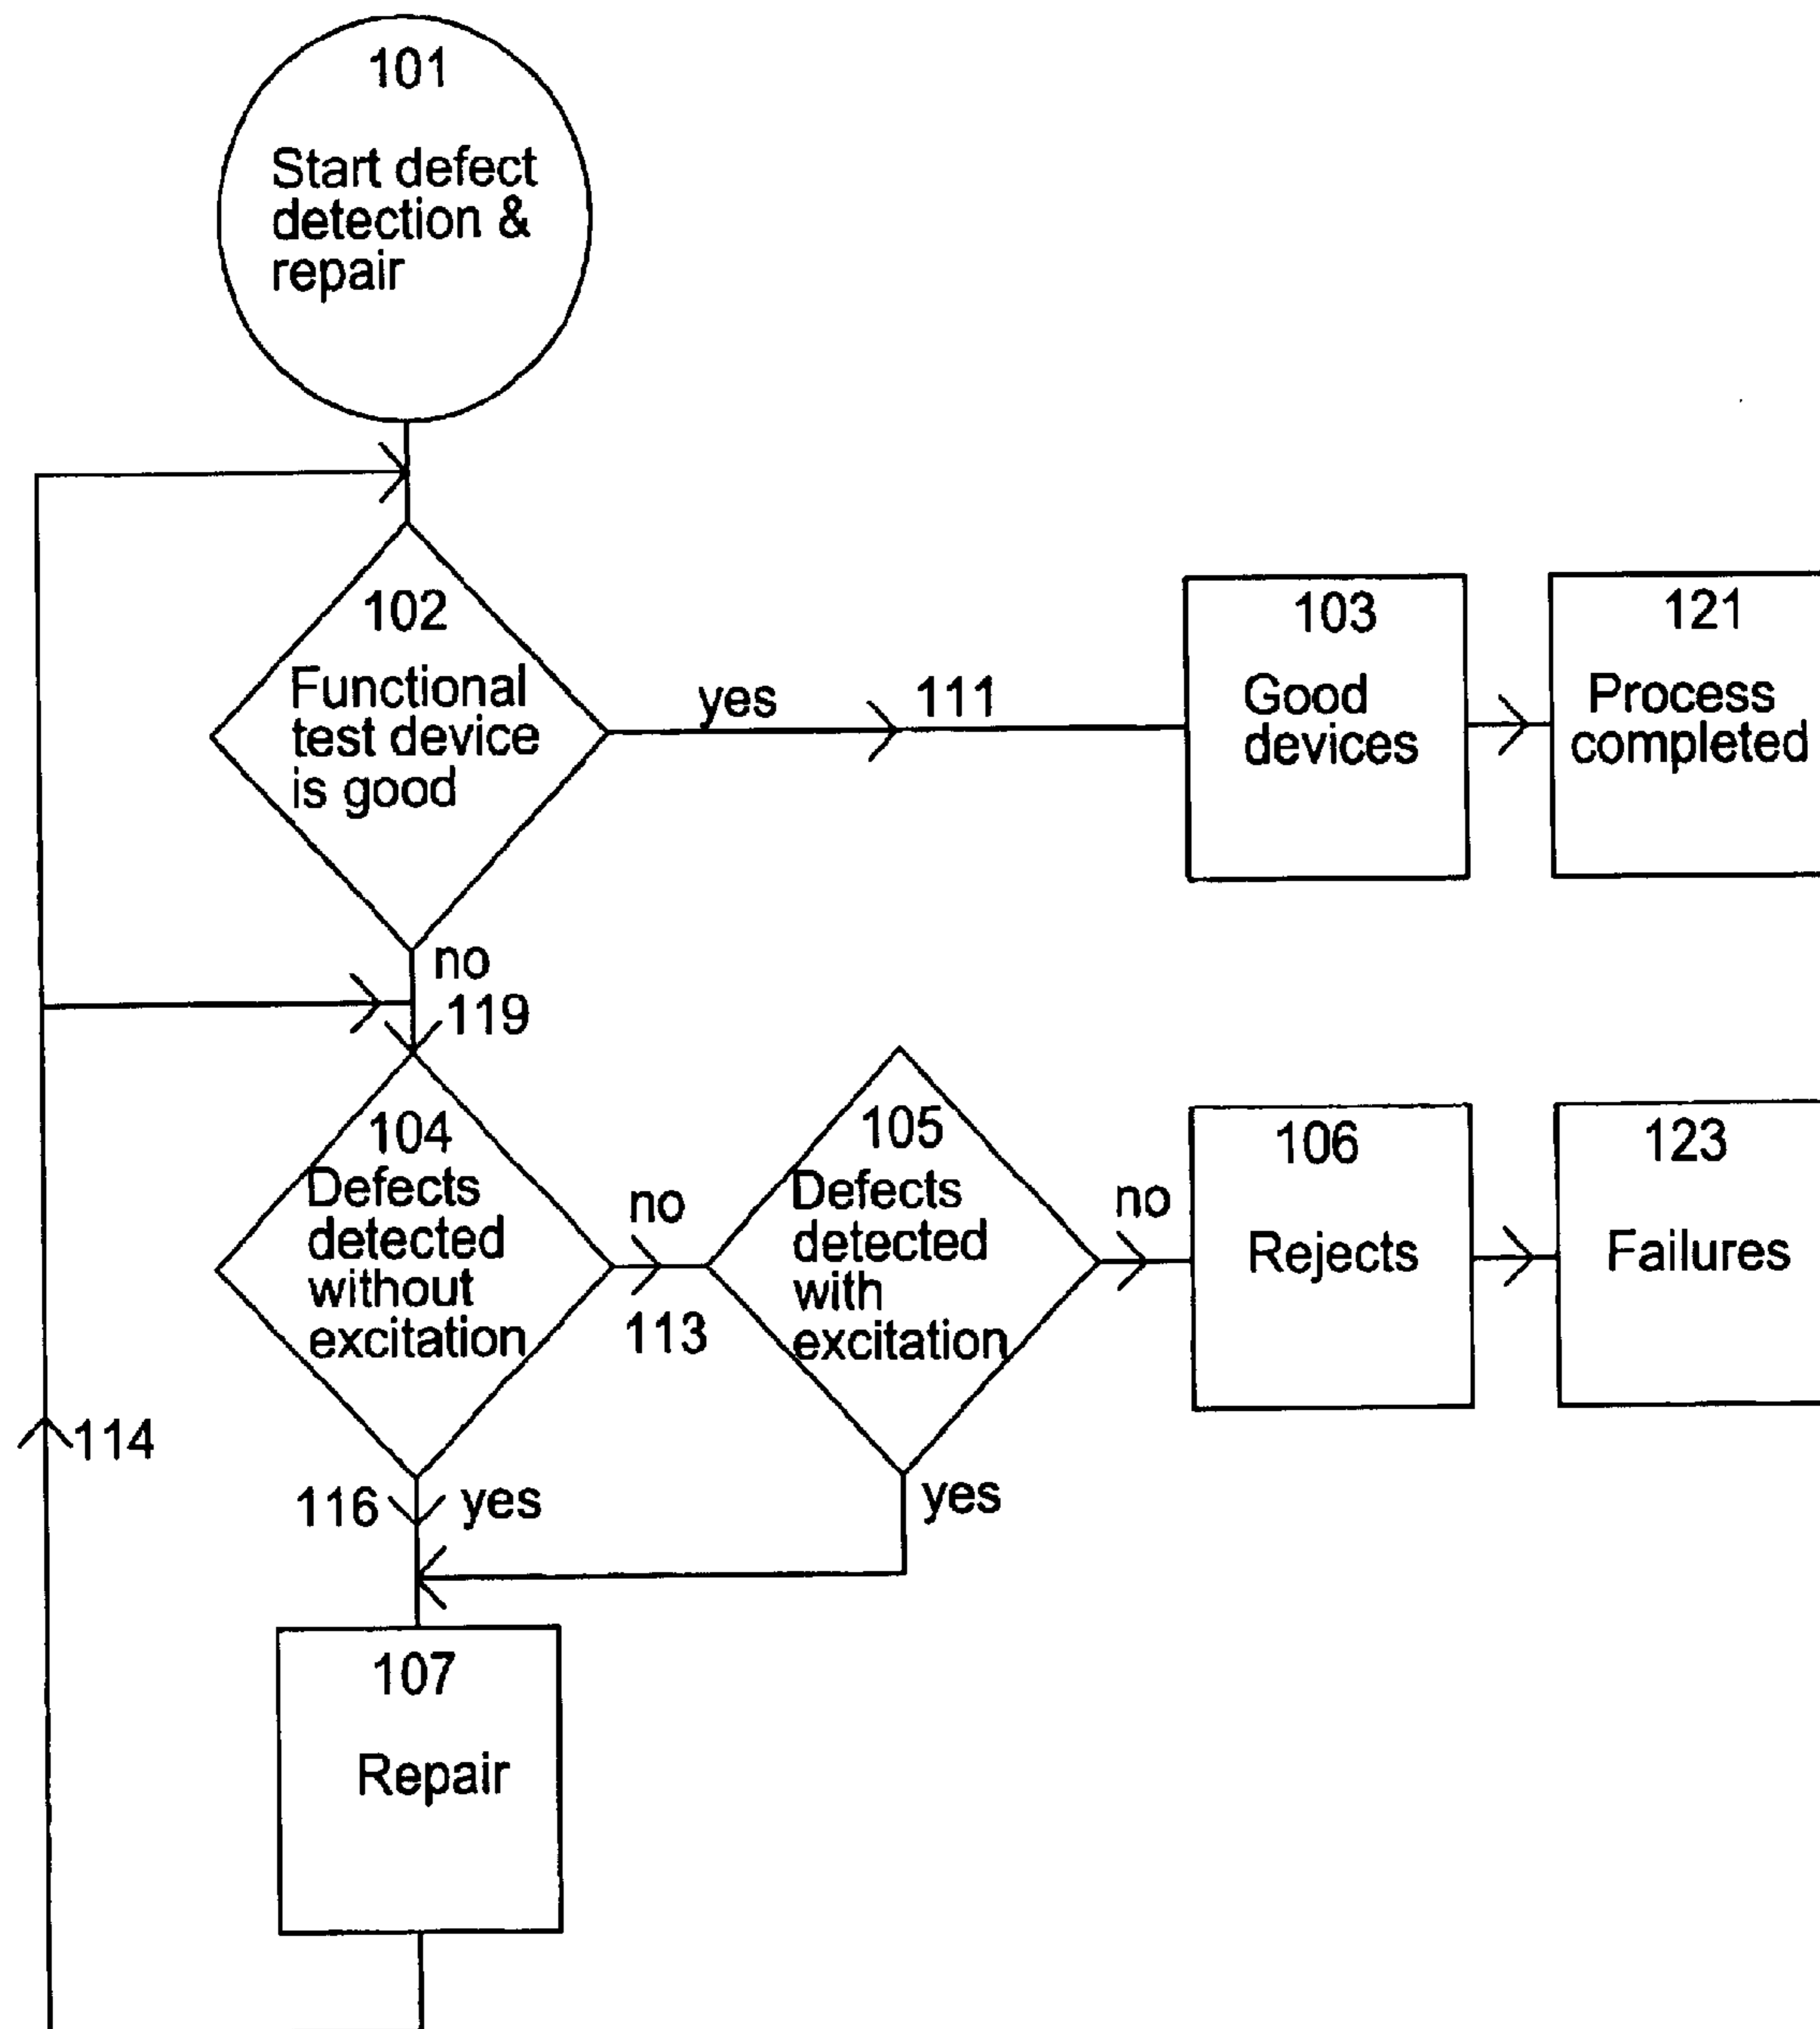 101
Start defect
detection &
repair
102
Functional
test device
is good
yes
111
103
Good
devices
121
Process
completed
no
119
104
Defects
detected
without
excitation
no
113
105
Defects
detected
with
excitation
no
106
Rejects
123
Failures
114
116
yes
yes
107
Repair